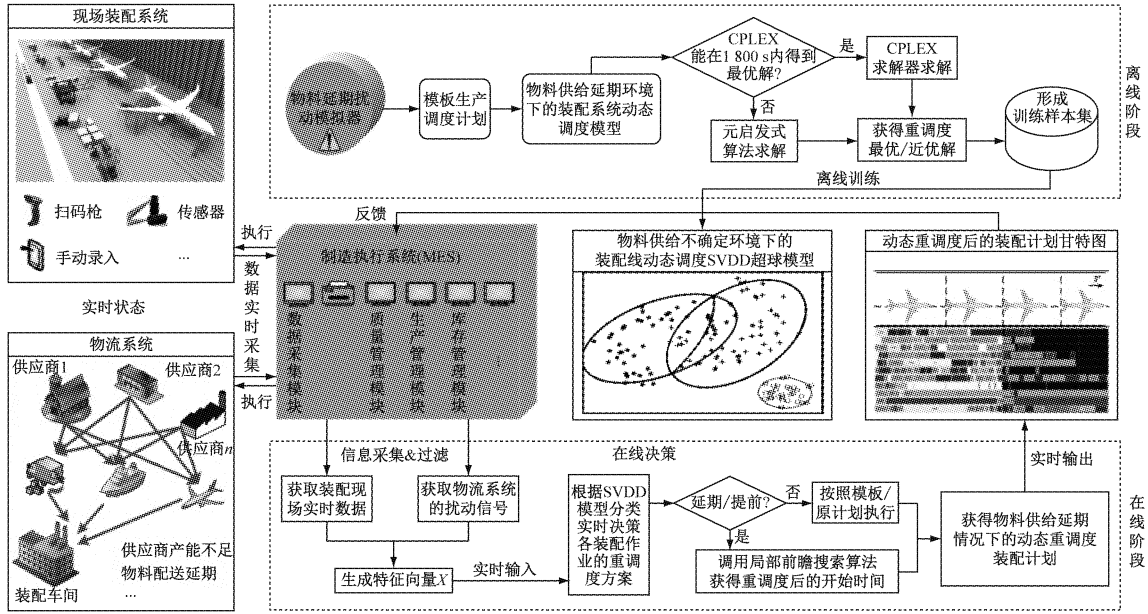 现场装配系统
扫码枪
传感器
手动录入
...
实时状态
物流系统
供应商1
供应商2
供应商n
供应商产能不足
物料配送延期
...
装配车间
执行
数据实时采集
执行
反馈
制造执行系统(MES)
数据采集模块
质量管理模块
生产管理模块
库存管理模块
物料延期扰
动模拟器
模板生产
调度计划
物料供给延期环境
下的装配系统动态
调度模型
CPLEX
能在1 800 s内得到
最优解?
是
否
CPLEX
求解器求解
元启发式
算法求解
获得重调度
最优/近优解
形成
训练样本集
离线阶段
离线训练
物料供给不确定环境下的
装配线动态调度SVDD超球模型
动态重调度后的装配计划甘特图
信息采集&过滤
在线决策
实时输出
获取装配现
场实时数据
获取物流系统
的扰动信号
生成特征向量X
实时输入
根据SVDD
模型分类
实时决策
各装配作
业的重调
度方案
延期/提前?
否
是
按照模板/
原计划执行
调用局部前瞻搜索算法
获得重调度后的开始时间
获得物料供给延期
情况下的动态重调度
装配计划
在线阶段